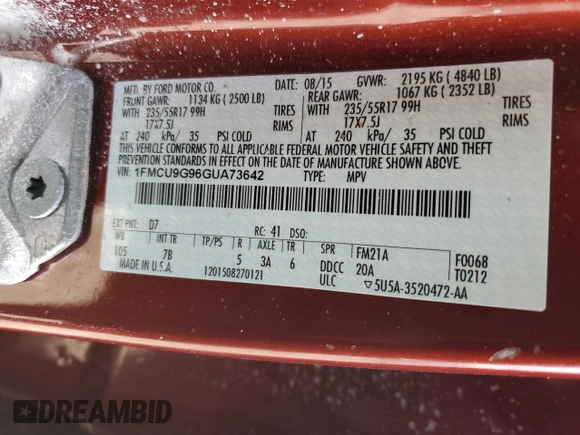 MFD. BY FORD MOTOR CO.
DATE: 08/15 GVWR: 2195 KG ( 4840 LB)
FRONT GAWR: 1134 KG ( 2500 LB) REAR GAWR: 1067 KG ( 2352 LB)
WITH 235/55R17 99H TIRES WITH 235/55R17 99H TIRES
17X7.5J RIMS 17X7.5J RIMS
AT 240 kPa/ 35 PSI COLD AT 240 kPa/ 35 PSI COLD
THIS VEHICLE CONFORMS TO ALL APPLICABLE FEDERAL MOTOR VEHICLE SAFETY AND THEFT PREVENTION STANDARDS IN EFFECT ON THE DATE OF MANUFACTURE SHOWN ABOVE.
VIN: 1FMCU9G96GUA73642 TYPE: MPV
EXT PNT: D7 RC: 41 DSO:
WB INT TR TP/PS R AXLE TR SPR FM21A F0068
105 7B 5 3A 6 DDCC 20A T0212
MADE IN U.S.A. 1201508270121 ULC ▽5U5A-3520472-AA
DREAMBID